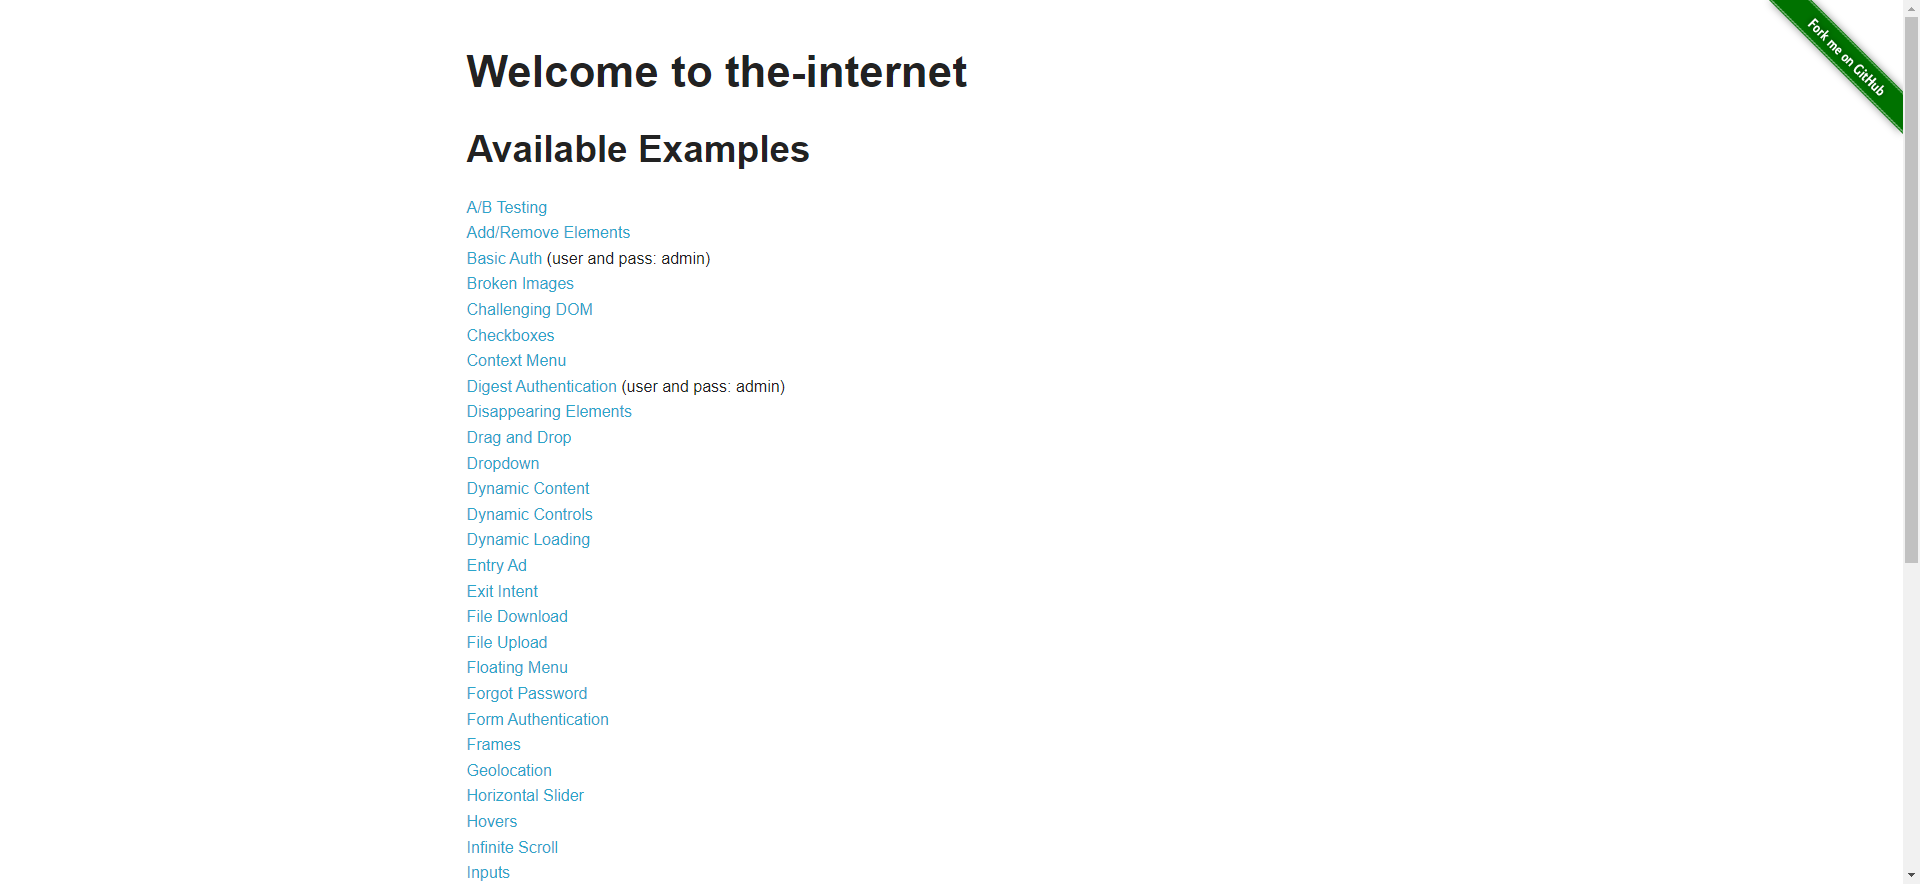 Welcome to the-internet
Fork me on GitHub
Available Examples
A/B Testing
Add/Remove Elements
Basic Auth (user and pass: admin)
Broken Images
Challenging DOM
Checkboxes
Context Menu
Digest Authentication (user and pass: admin)
Disappearing Elements
Drag and Drop
Dropdown
Dynamic Content
Dynamic Controls
Dynamic Loading
Entry Ad
Exit Intent
File Download
File Upload
Floating Menu
Forgot Password
Form Authentication
Frames
Geolocation
Horizontal Slider
Hovers
Infinite Scroll
Inputs